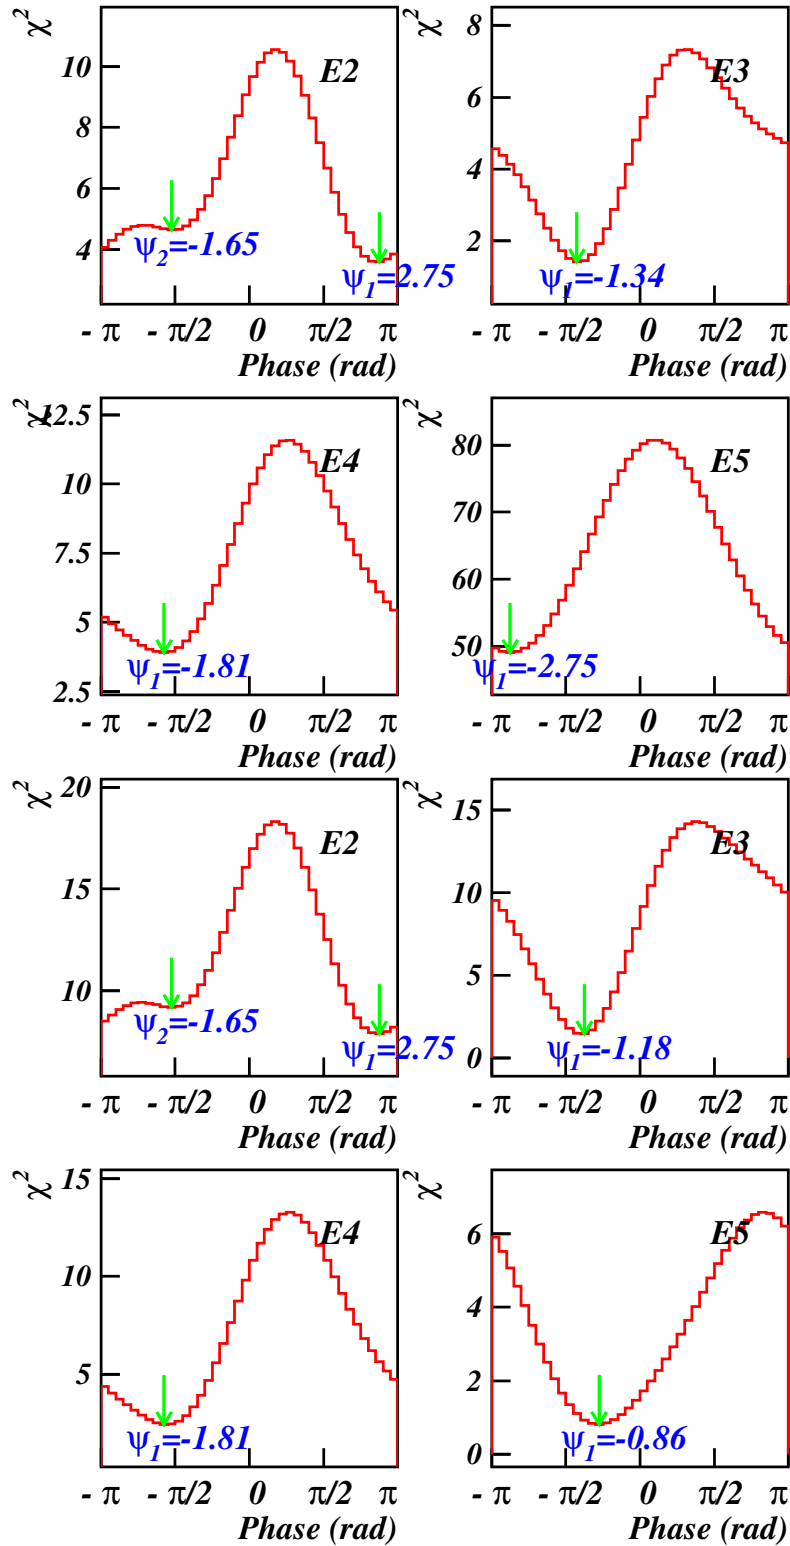 χ²
10
8
6
4
E2
ψ₂=-1.65
ψ₁=2.75
- π - π/2 0 π/2 π
Phase (rad)
χ²
8
6
4
2
E3
ψ₁=-1.34
- π - π/2 0 π/2 π
Phase (rad)
χ²
12.5
10
7.5
5
2.5
E4
ψ₁=-1.81
- π - π/2 0 π/2 π
Phase (rad)
χ²
80
70
60
50
E5
ψ₁=-2.75
- π - π/2 0 π/2 π
Phase (rad)
χ²
20
15
10
E2
ψ₂=-1.65
ψ₁=2.75
- π - π/2 0 π/2 π
Phase (rad)
χ²
15
10
5
0
E3
ψ₁=-1.18
- π - π/2 0 π/2 π
Phase (rad)
χ²
15
10
5
E4
ψ₁=-1.81
- π - π/2 0 π/2 π
Phase (rad)
χ²
6
4
2
0
E5
ψ₁=-0.86
- π - π/2 0 π/2 π
Phase (rad)